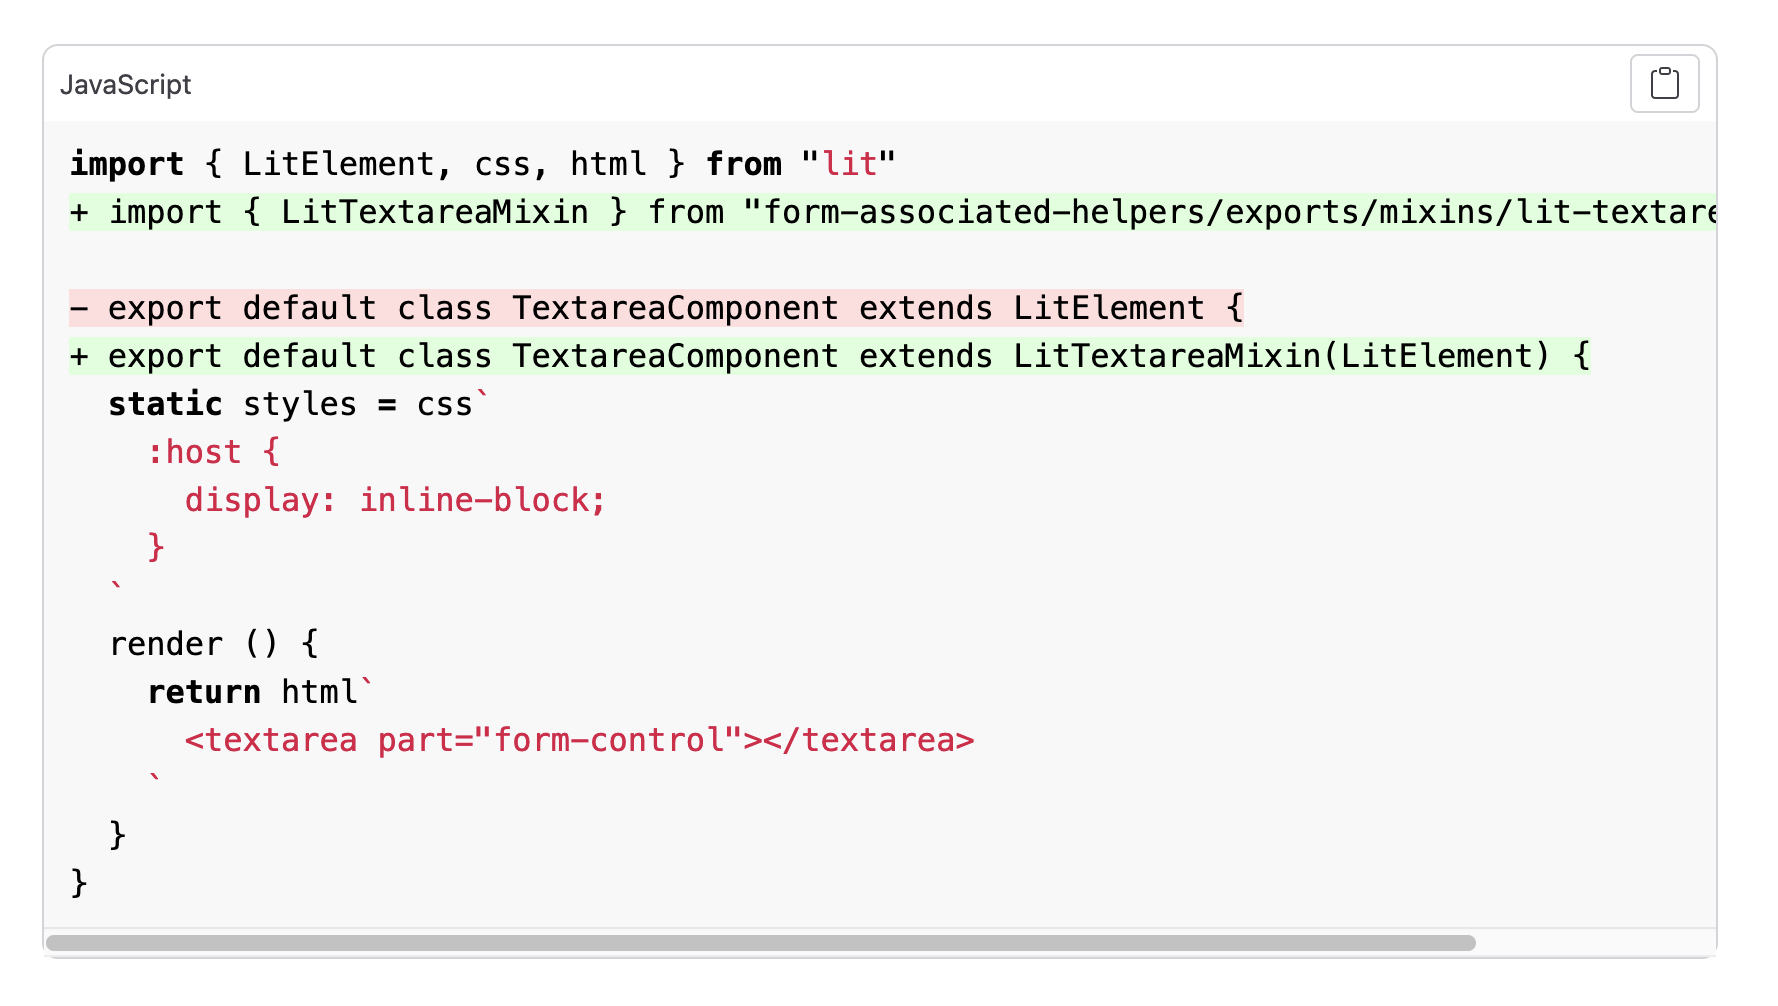 JavaScript
import { LitElement, css, html } from "lit"
+ import { LitTextareaMixin } from "form-associated-helpers/exports/mixins/lit-textare
- export default class TextareaComponent extends LitElement {
+ export default class TextareaComponent extends LitTextareaMixin(LitElement) {
  static styles = css`
    :host {
      display: inline-block;
    }
  `
  render () {
    return html`
      <textarea part="form-control"></textarea>
    `
  }
}